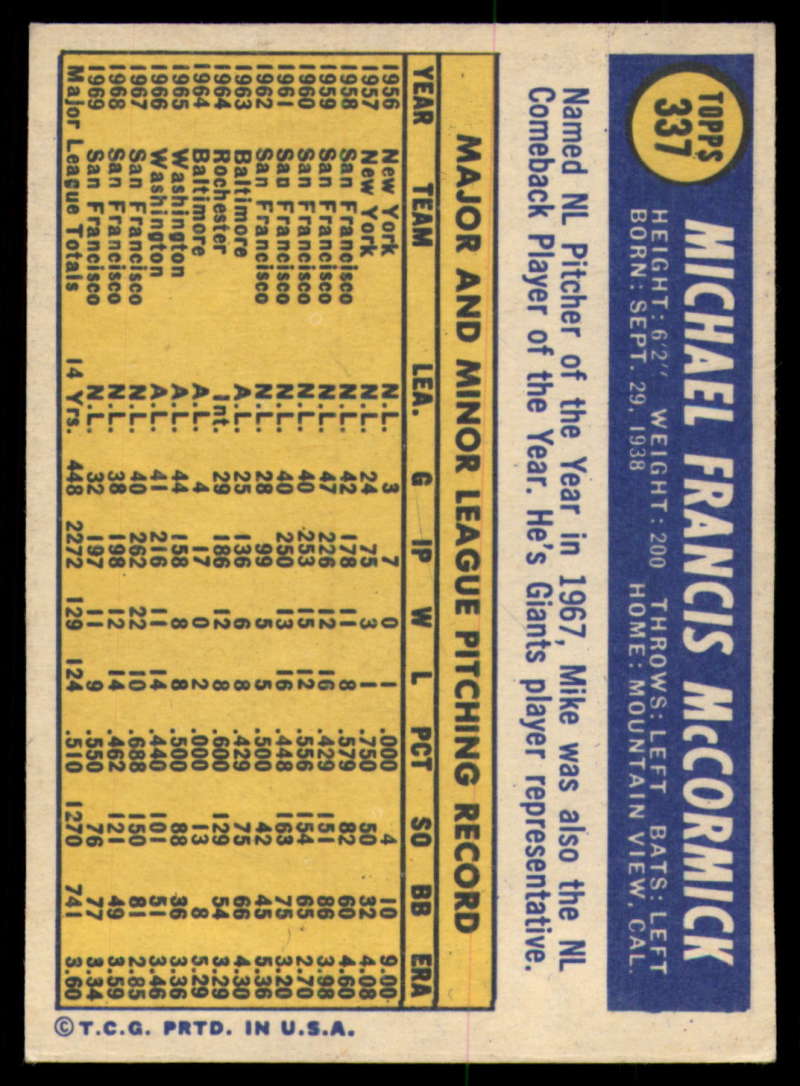 TOPPS
337
MICHAEL FRANCIS McCORMICK
HEIGHT: 6'2" WEIGHT: 200 THROWS: LEFT BATS: LEFT
BORN: SEPT. 29, 1938 HOME: MOUNTAIN VIEW, CAL.
Named NL Pitcher of the Year in 1967, Mike was also the NL
Comeback Player of the Year. He's Giants player representative.
MAJOR AND MINOR LEAGUE PITCHING RECORD
YEAR TEAM LEA. G IP W L PCT SO BB ERA
1956 New York N.L. 3 7 0 1 .000 4 10 9.00
1957 New York N.L. 24 75 3 1 .750 50 32 4.08
1958 San Francisco N.L. 42 178 11 8 .579 82 60 4.60
1959 San Francisco N.L. 47 226 12 16 .429 151 86 3.98
1960 San Francisco N.L. 40 253 15 12 .556 154 65 2.70
1961 San Francisco N.L. 40 250 13 16 .448 163 75 3.20
1962 San Francisco N.L. 28 99 5 5 .500 42 45 5.36
1963 Baltimore A.L. 25 136 6 8 .429 75 66 4.30
1964 Rochester Int. 29 186 12 8 .600 129 54 3.29
1964 Baltimore A.L. 4 17 0 2 .000 13 8 5.29
1965 Washington A.L. 44 158 8 8 .500 88 36 3.36
1966 Washington A.L. 41 216 11 14 .440 101 51 3.46
1967 San Francisco N.L. 40 262 22 10 .688 150 81 2.85
1968 San Francisco N.L. 38 198 12 14 .462 121 49 3.59
1969 San Francisco N.L. 32 197 11 9 .550 76 77 3.34
Major League Totals 14 Yrs. 448 2272 129 124 .510 1270 741 3.60
© T.C.G. PRTD. IN U.S.A.